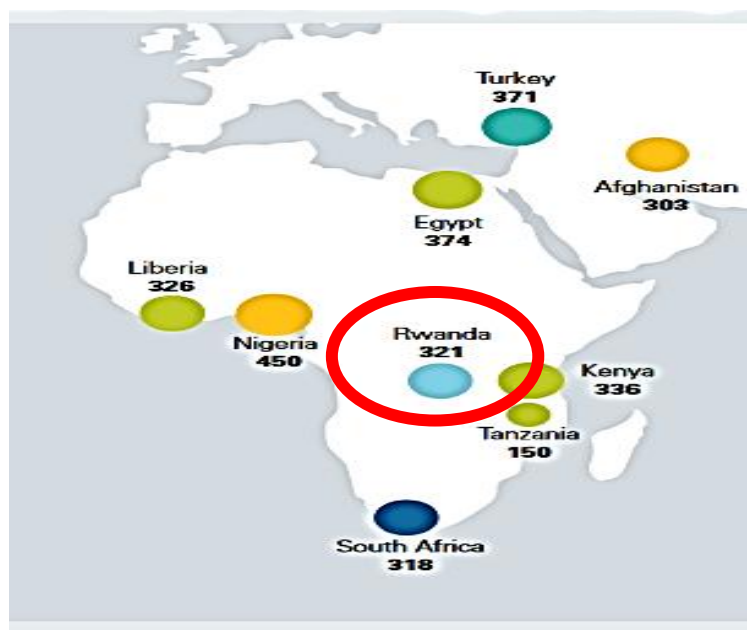 Turkey
371
Afghanistan
303
Egypt
374
Liberia
326
Nigeria
450
Rwanda
321
Kenya
336
Tanzania
150
South Africa
318